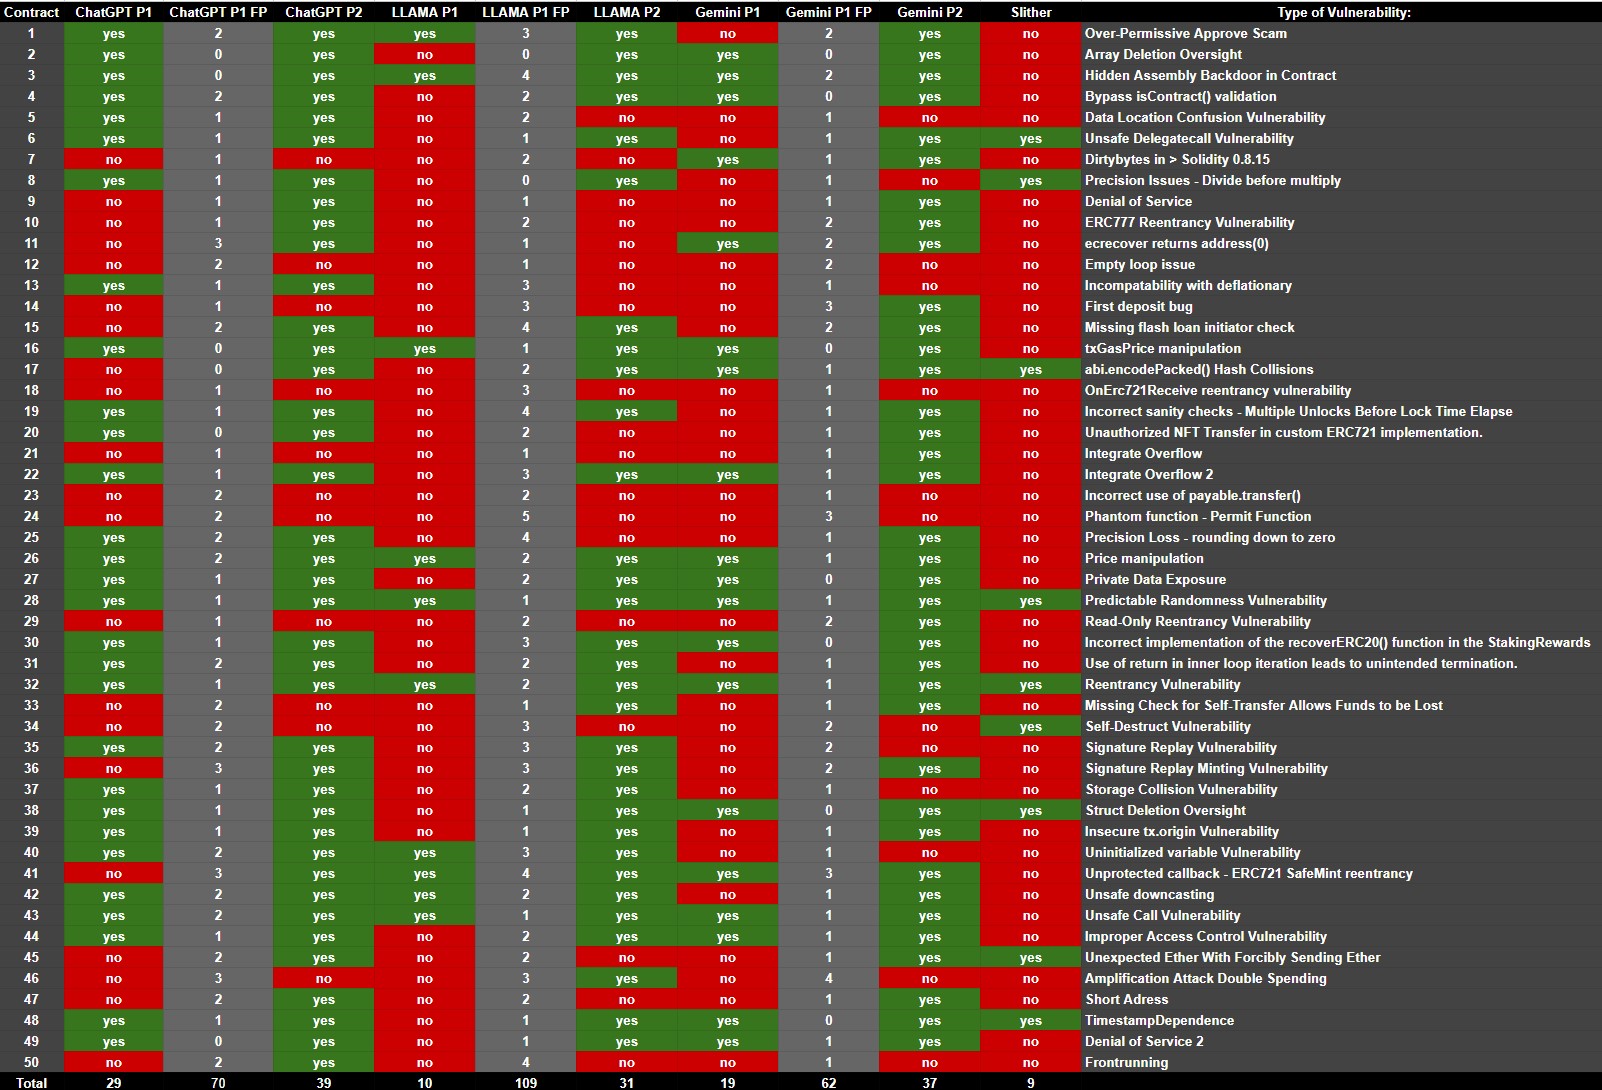 Contract ChatGPT P1 ChatGPT P1 FP ChatGPT P2 LLAMA P1 LLAMA P1 FP LLAMA P2 Gemini P1 Gemini P1 FP Gemini P2 Slither Type of Vulnerability:
1 yes 2 yes yes 3 yes no 2 yes no Over-Permissive Approve Scam
2 yes 0 yes no 0 yes yes 0 yes no Array Deletion Oversight
3 yes 0 yes yes 4 yes yes 2 yes no Hidden Assembly Backdoor in Contract
4 yes 2 yes no 2 yes yes 0 yes no Bypass isContract() validation
5 yes 1 yes no 2 no no 1 no no Data Location Confusion Vulnerability
6 yes 1 yes no 1 yes no 1 yes yes Unsafe Delegatecall Vulnerability
7 no 1 no no 2 no yes 1 yes no Dirtybytes in > Solidity 0.8.15
8 yes 1 yes no 0 yes no 1 no yes Precision Issues - Divide before multiply
9 no 1 yes no 1 no no 1 yes no Denial of Service
10 no 1 yes no 2 no no 2 yes no ERC777 Reentrancy Vulnerability
11 no 3 yes no 1 no yes 2 yes no ecrecover returns address(0)
12 no 2 no no 1 no no 2 no no Empty loop issue
13 yes 1 yes no 3 no no 1 no no Incompatability with deflationary
14 no 1 no no 3 no no 3 yes no First deposit bug
15 no 2 yes no 4 yes no 2 yes no Missing flash loan initiator check
16 yes 0 yes yes 1 yes yes 0 yes no txGasPrice manipulation
17 no 0 yes no 2 yes yes 1 yes yes abi.encodePacked() Hash Collisions
18 no 1 no no 3 no no 1 no no OnErc721Receive reentrancy vulnerability
19 yes 1 yes no 4 yes no 1 yes no Incorrect sanity checks - Multiple Unlocks Before Lock Time Elapse
20 yes 0 yes no 2 no no 1 yes no Unauthorized NFT Transfer in custom ERC721 implementation.
21 no 1 no no 1 no no 1 yes no Integrate Overflow
22 yes 1 yes no 3 yes yes 1 yes no Integrate Overflow 2
23 no 2 no no 2 no no 1 no no Incorrect use of payable.transfer()
24 no 2 no no 5 no no 3 no no Phantom function - Permit Function
25 yes 2 yes no 4 no no 1 yes no Precision Loss - rounding down to zero
26 yes 2 yes yes 2 yes yes 1 yes no Price manipulation
27 yes 1 yes no 2 yes yes 0 yes no Private Data Exposure
28 yes 1 yes yes 1 yes yes 1 yes yes Predictable Randomness Vulnerability
29 no 1 no no 2 no no 2 yes no Read-Only Reentrancy Vulnerability
30 yes 1 yes no 3 yes yes 0 yes no Incorrect implementation of the recoverERC20() function in the StakingRewards
31 yes 2 yes no 2 yes no 1 yes no Use of return in inner loop iteration leads to unintended termination.
32 yes 1 yes yes 2 yes yes 1 yes yes Reentrancy Vulnerability
33 no 2 no no 1 yes no 1 yes no Missing Check for Self-Transfer Allows Funds to be Lost
34 no 2 no no 3 no no 2 no yes Self-Destruct Vulnerability
35 yes 2 yes no 3 yes no 2 no no Signature Replay Vulnerability
36 no 3 yes no 3 yes no 2 yes no Signature Replay Minting Vulnerability
37 yes 1 yes no 2 yes no 1 no no Storage Collision Vulnerability
38 yes 1 yes no 1 yes yes 0 yes yes Struct Deletion Oversight
39 yes 1 yes no 1 yes no 1 yes no Insecure tx.origin Vulnerability
40 yes 2 yes yes 3 yes no 1 no no Uninitialized variable Vulnerability
41 no 3 yes yes 4 yes yes 3 yes no Unprotected callback - ERC721 SafeMint reentrancy
42 yes 2 yes yes 2 yes no 1 yes no Unsafe downcasting
43 yes 2 yes yes 1 yes yes 1 yes no Unsafe Call Vulnerability
44 yes 1 yes no 2 yes yes 1 yes no Improper Access Control Vulnerability
45 no 2 yes no 2 no no 1 yes yes Unexpected Ether With Forcibly Sending Ether
46 no 3 no no 3 yes no 4 no no Amplification Attack Double Spending
47 no 2 yes no 2 no no 1 yes no Short Adress
48 yes 1 yes no 1 yes yes 0 yes yes TimestampDependence
49 yes 0 yes no 1 yes yes 1 yes no Denial of Service 2
50 no 2 yes no 4 no no 1 no no Frontrunning
Total 29 70 39 10 109 31 19 62 37 9